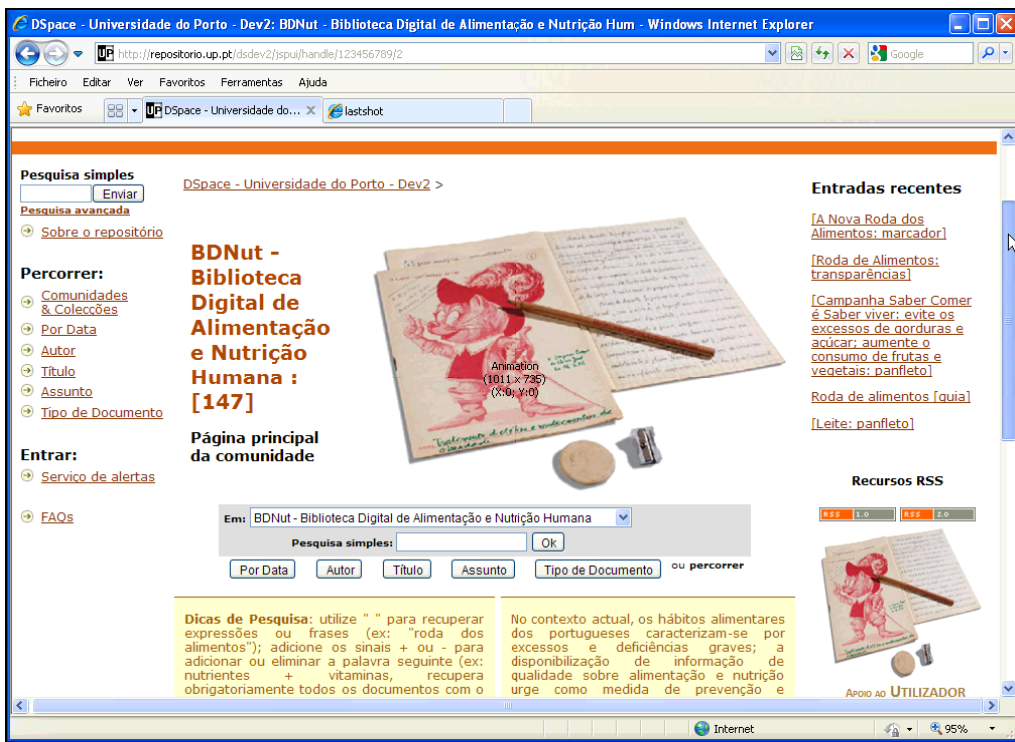 DSpace - Universidade do Porto - Dev2: BDNut - Biblioteca Digital de Alimentação e Nutrição Hum - Windows Internet Explorer
http://repositorio.up.pt/dsdev2/jspui/handle/123456789/2
Google
Ficheiro Editar Ver Favoritos Ferramentas Ajuda
Favoritos
UP DSpace - Universidade do...
lastshot
Pesquisa simples
Enviar
Pesquisa avançada
Sobre o repositório
Percorrer:
Comunidades
& Colecções
Por Data
Autor
Título
Assunto
Tipo de Documento
Entrar:
Serviço de alertas
FAQs
DSpace - Universidade do Porto - Dev2 >
BDNut -
Biblioteca
Digital de
Alimentação
e Nutrição
Humana :
[147]
Página principal
da comunidade
Animation
(1011 x 735)
(X:0; Y:0)
Em: BDNut - Biblioteca Digital de Alimentação e Nutrição Humana
Pesquisa simples:
Ok
Por Data Autor Título Assunto Tipo de Documento ou percorrer
Dicas de Pesquisa: utilize " " para recuperar
expressões ou frases (ex: "roda dos
alimentos"); adicione os sinais + ou - para
adicionar ou eliminar a palavra seguinte (ex:
nutrientes + vitaminas, recupera
obrigatoriamente todos os documentos com o
No contexto actual, os hábitos alimentares
dos portugueses caracterizam-se por
excessos e deficiências graves; a
disponibilização de informação de
qualidade sobre alimentação e nutrição
urge como medida de prevenção e
Entradas recentes
[A Nova Roda dos
Alimentos: marcador]
[Roda de Alimentos:
transparências]
[Campanha Saber Comer
é Saber viver: evite os
excessos de gorduras e
açúcar; aumente o
consumo de frutas e
vegetais: panfleto]
Roda de alimentos [guia]
[Leite: panfleto]
Recursos RSS
RSS 1.0 RSS 2.0
Apoio ao Utilizador
Internet
95%